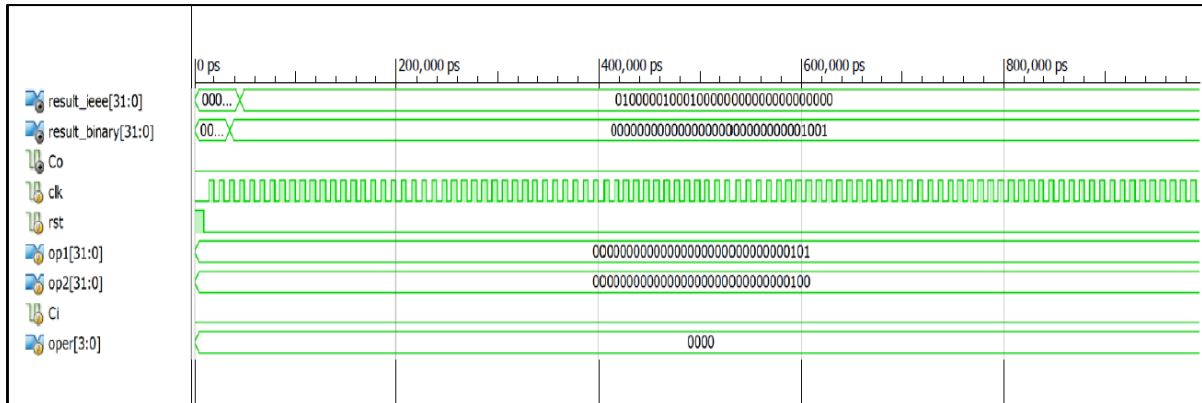 0 ps 200,000 ps 400,000 ps 600,000 ps 800,000 ps
result_ieee[31:0] 000... 01000001000100000000000000000000
result_binary[31:0] 00... 00000000000000000000000000001001
Co
clk
rst
op1[31:0] 00000000000000000000000000000101
op2[31:0] 00000000000000000000000000000100
Ci
oper[3:0] 0000